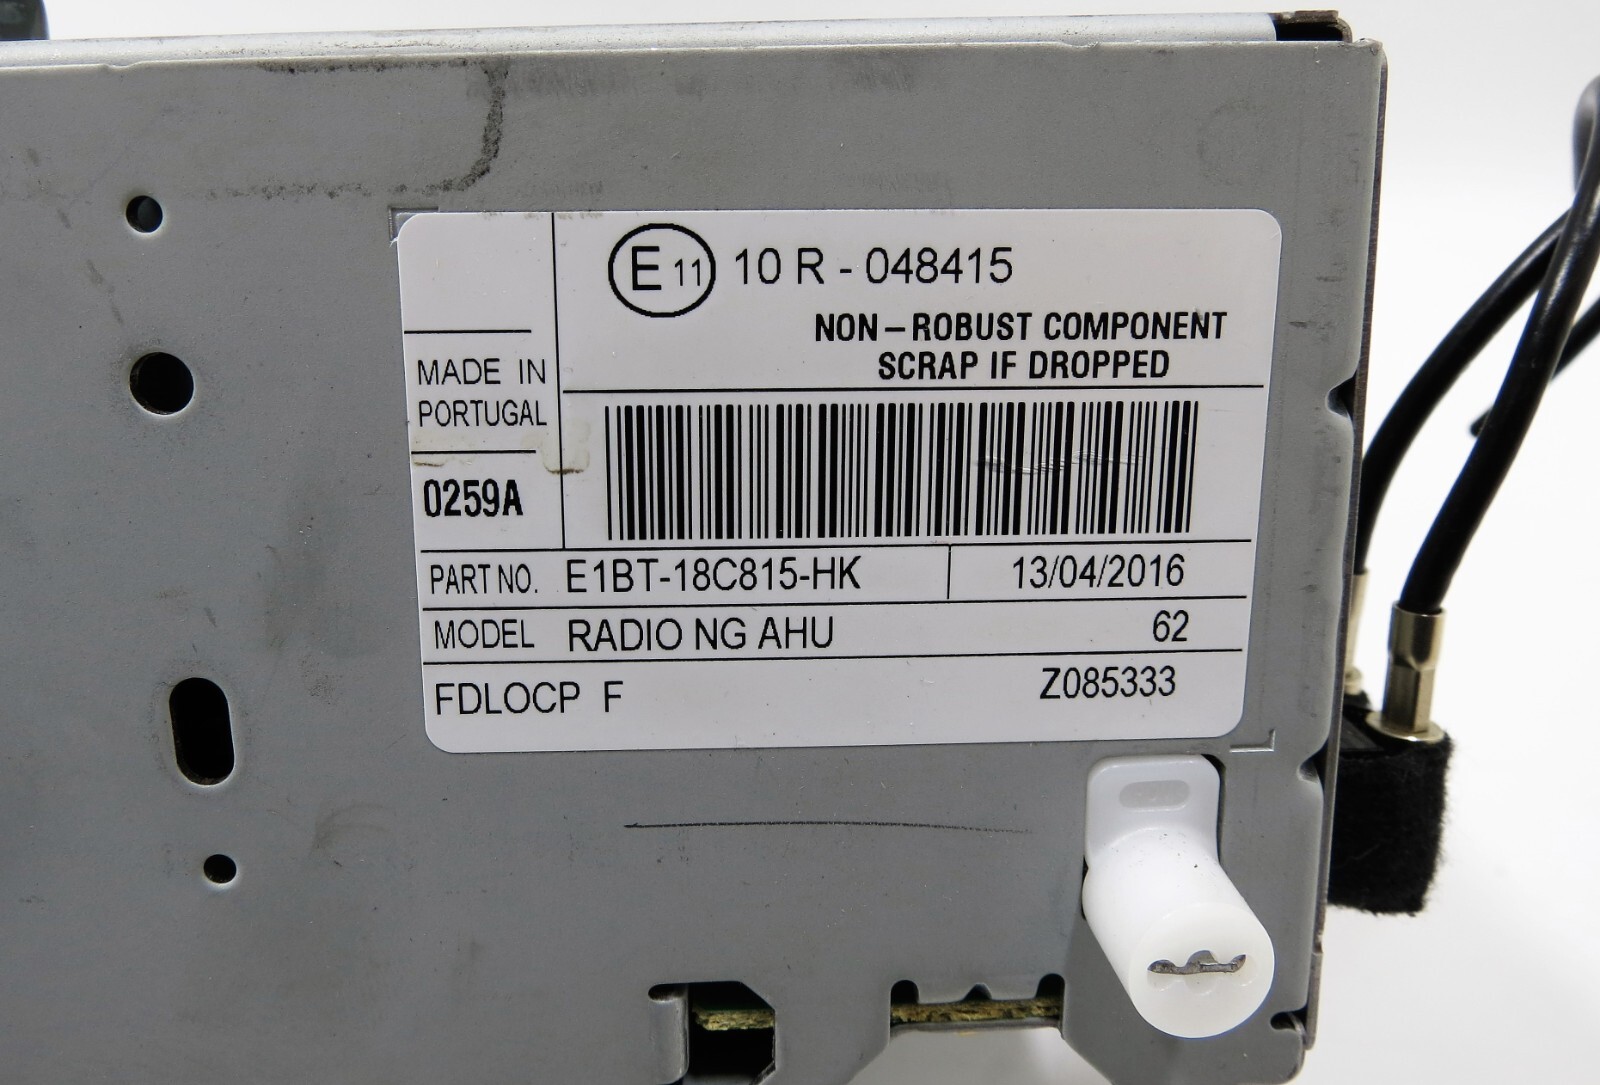 E 11 10 R - 048415
NON-ROBUST COMPONENT
SCRAP IF DROPPED
MADE IN
PORTUGAL
0259A
PART NO. E1BT-18C815-HK 13/04/2016
MODEL RADIO NG AHU 62
FDLOCP F Z085333